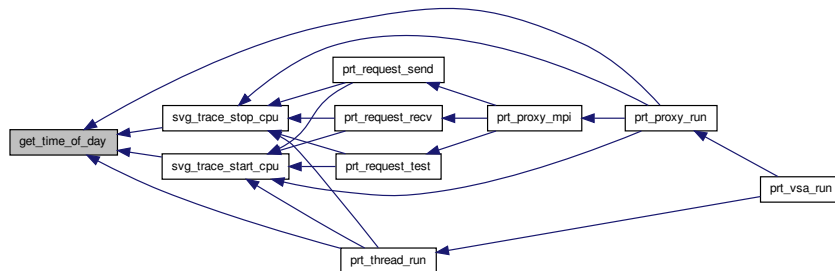 get_time_of_day
svg_trace_stop_cpu
svg_trace_start_cpu
prt_request_send
prt_request_recv
prt_request_test
prt_thread_run
prt_proxy_mpi
prt_proxy_run
prt_vsa_run